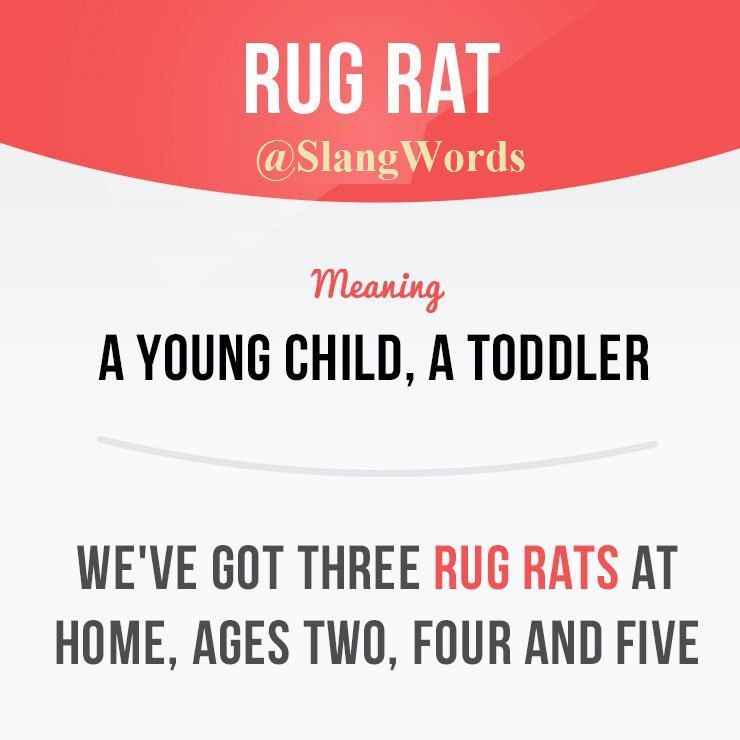 RUG RAT
@SlangWords
Meaning
A YOUNG CHILD, A TODDLER
WE'VE GOT THREE RUG RATS AT
HOME, AGES TWO, FOUR AND FIVE